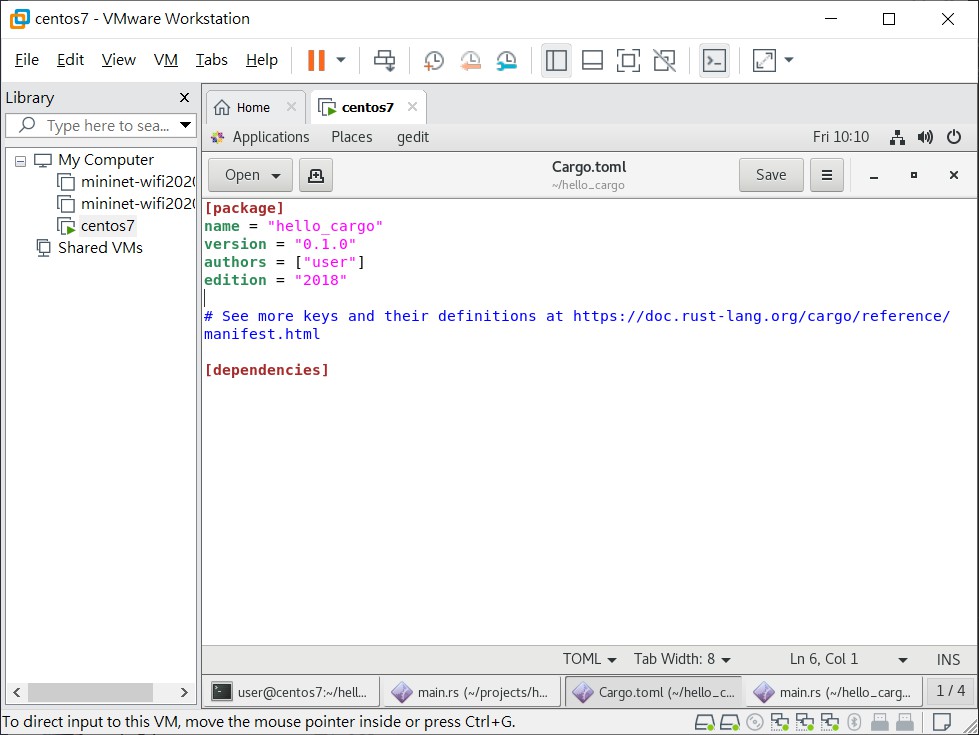 centos7 - VMware Workstation
File Edit View VM Tabs Help
Library
Home
centos7
Type here to sea...
Applications Places gedit
Fri 10:10
My Computer
mininet-wifi202
mininet-wifi202
centos7
Shared VMs
Open
Cargo.toml
~/hello_cargo
Save
[package]
name = "hello_cargo"
version = "0.1.0"
authors = ["user"]
edition = "2018"
# See more keys and their definitions at https://doc.rust-lang.org/cargo/reference/
manifest.html
[dependencies]
TOML Tab Width: 8 Ln 6, Col 1 INS
user@centos7:~/hell...
main.rs (~/projects/h...
Cargo.toml (~/hello_c...
main.rs (~/hello_carg...
1 / 4
To direct input to this VM, move the mouse pointer inside or press Ctrl+G.